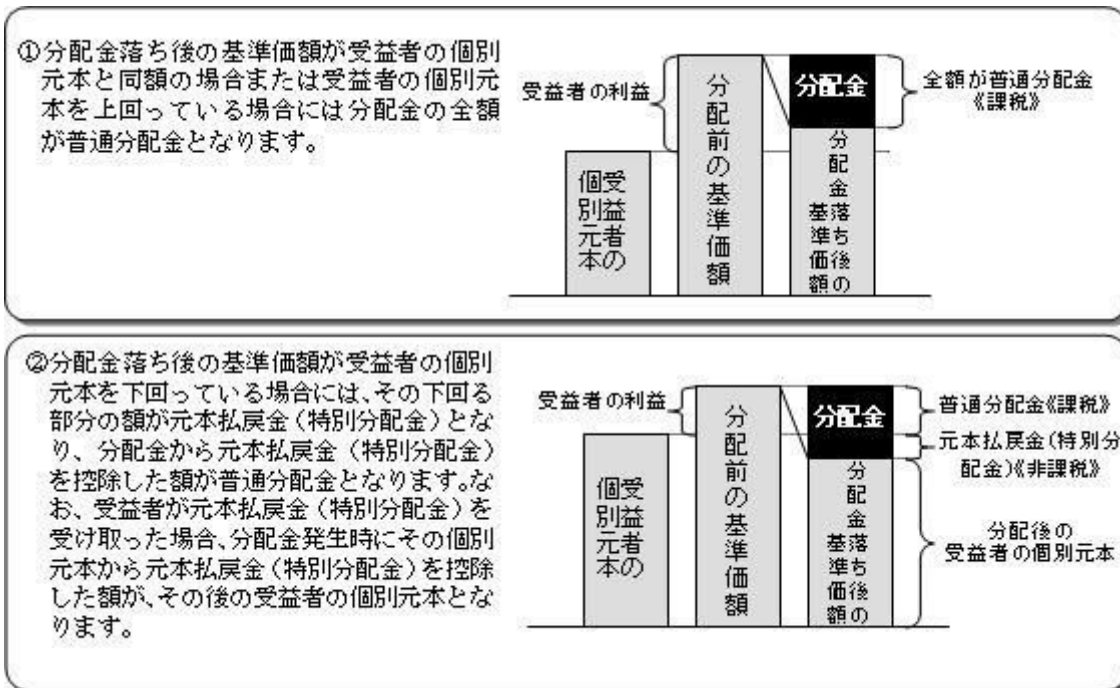 ①分配金落ち後の基準価額が受益者の個別
元本と同額の場合または受益者の個別元
本を上回っている場合には分配金の全額
が普通分配金となります。
受益者の利益
受益者の
個別元本
分配前の基準価額
分配金
分配金落ち後の
基準価額
全額が普通分配金
《課税》
②分配金落ち後の基準価額が受益者の個別
元本を下回っている場合には、その下回る
部分の額が元本払戻金（特別分配金）とな
り、分配金から元本払戻金（特別分配金）
を控除した額が普通分配金となります。な
お、受益者が元本払戻金（特別分配金）を
受け取った場合、分配金発生時にその個別
元本から元本払戻金（特別分配金）を控除
した額が、その後の受益者の個別元本とな
ります。
受益者の利益
受益者の
個別元本
分配前の基準価額
分配金
分配金落ち後の
基準価額
普通分配金《課税》
元本払戻金（特別分
配金）《非課税》
分配後の
受益者の個別元本